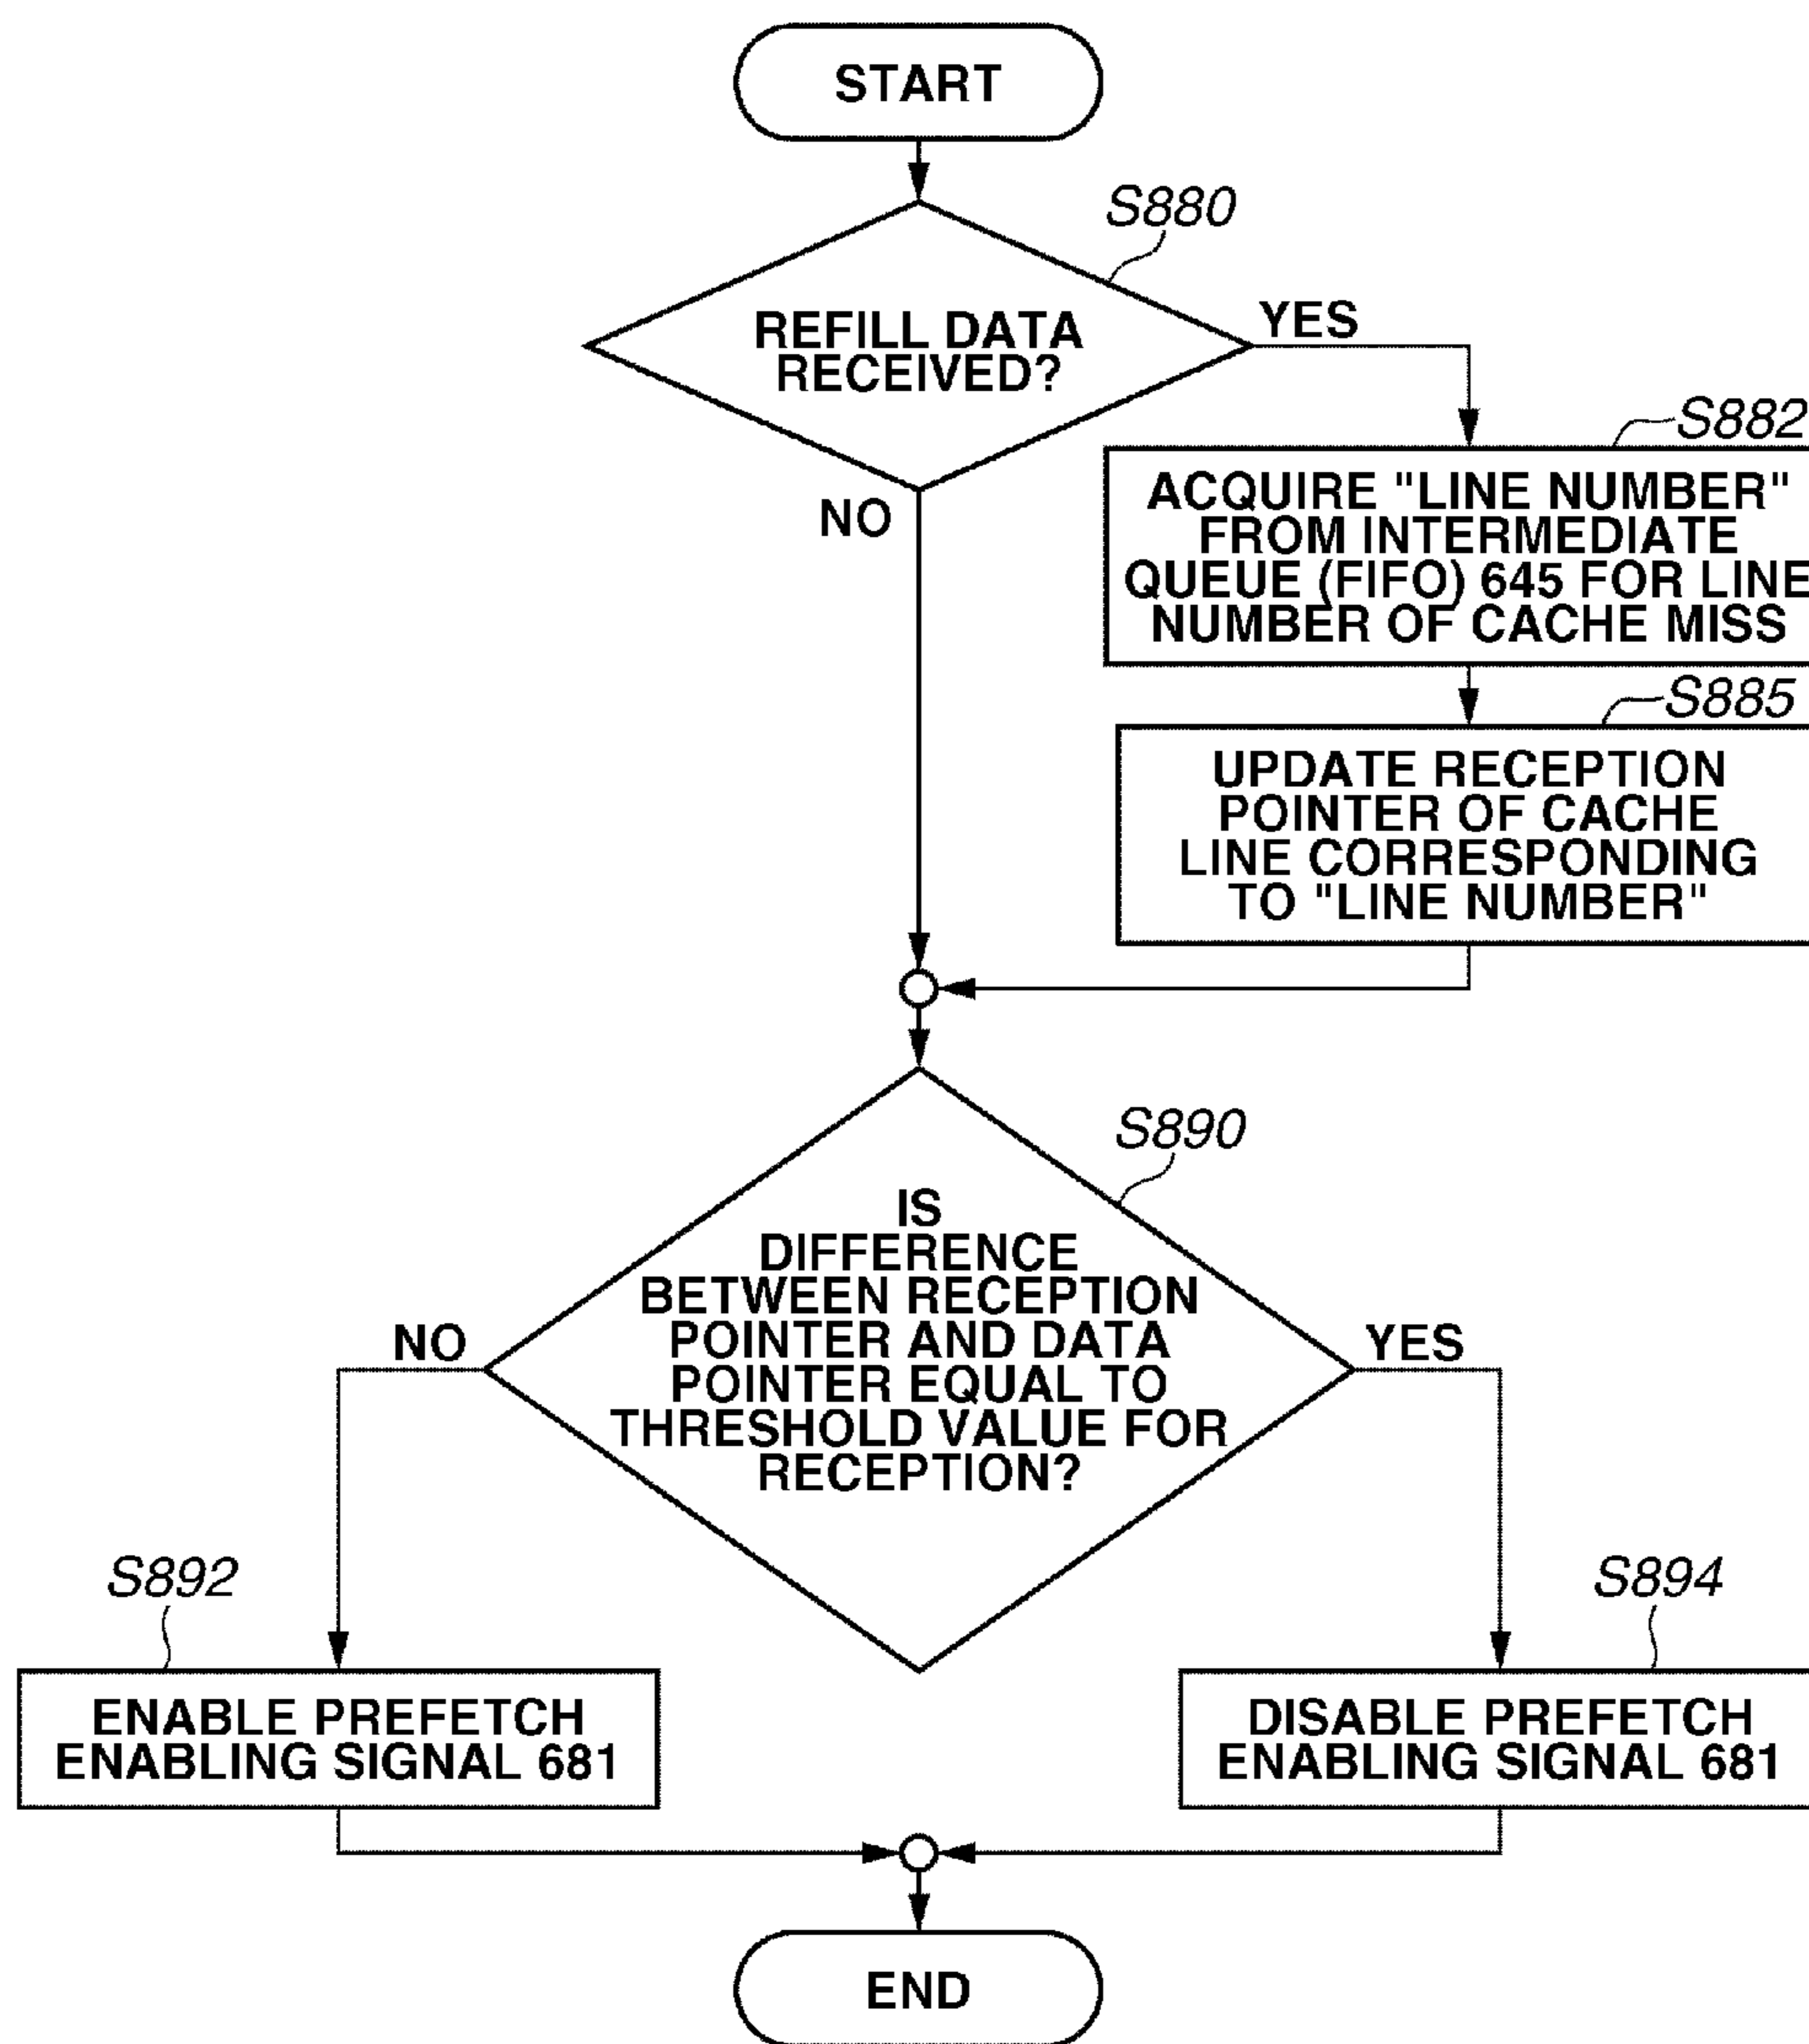 START
S880
REFILL DATA
RECEIVED?
YES
NO
S882
ACQUIRE "LINE NUMBER"
FROM INTERMEDIATE
QUEUE (FIFO) 645 FOR LINE
NUMBER OF CACHE MISS
S885
UPDATE RECEPTION
POINTER OF CACHE
LINE CORRESPONDING
TO "LINE NUMBER"
S890
IS
DIFFERENCE
BETWEEN RECEPTION
POINTER AND DATA
POINTER EQUAL TO
THRESHOLD VALUE FOR
RECEPTION?
NO
YES
S892
ENABLE PREFETCH
ENABLING SIGNAL 681
S894
DISABLE PREFETCH
ENABLING SIGNAL 681
END